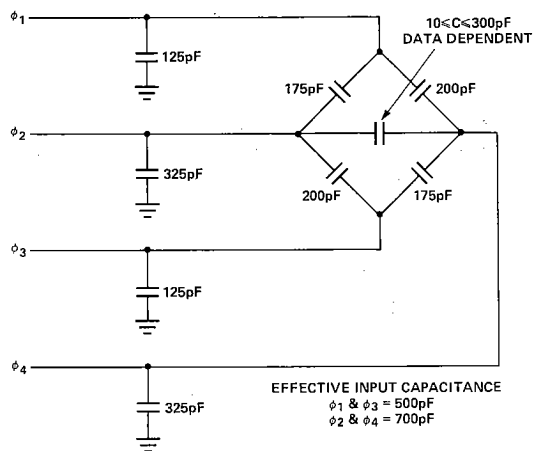 ϕ1
10⩽C⩽300pF
DATA DEPENDENT
125pF
175pF
200pF
ϕ2
325pF
200pF
175pF
ϕ3
125pF
ϕ4
325pF
EFFECTIVE INPUT CAPACITANCE
ϕ1 & ϕ3 = 500pF
ϕ2 & ϕ4 = 700pF